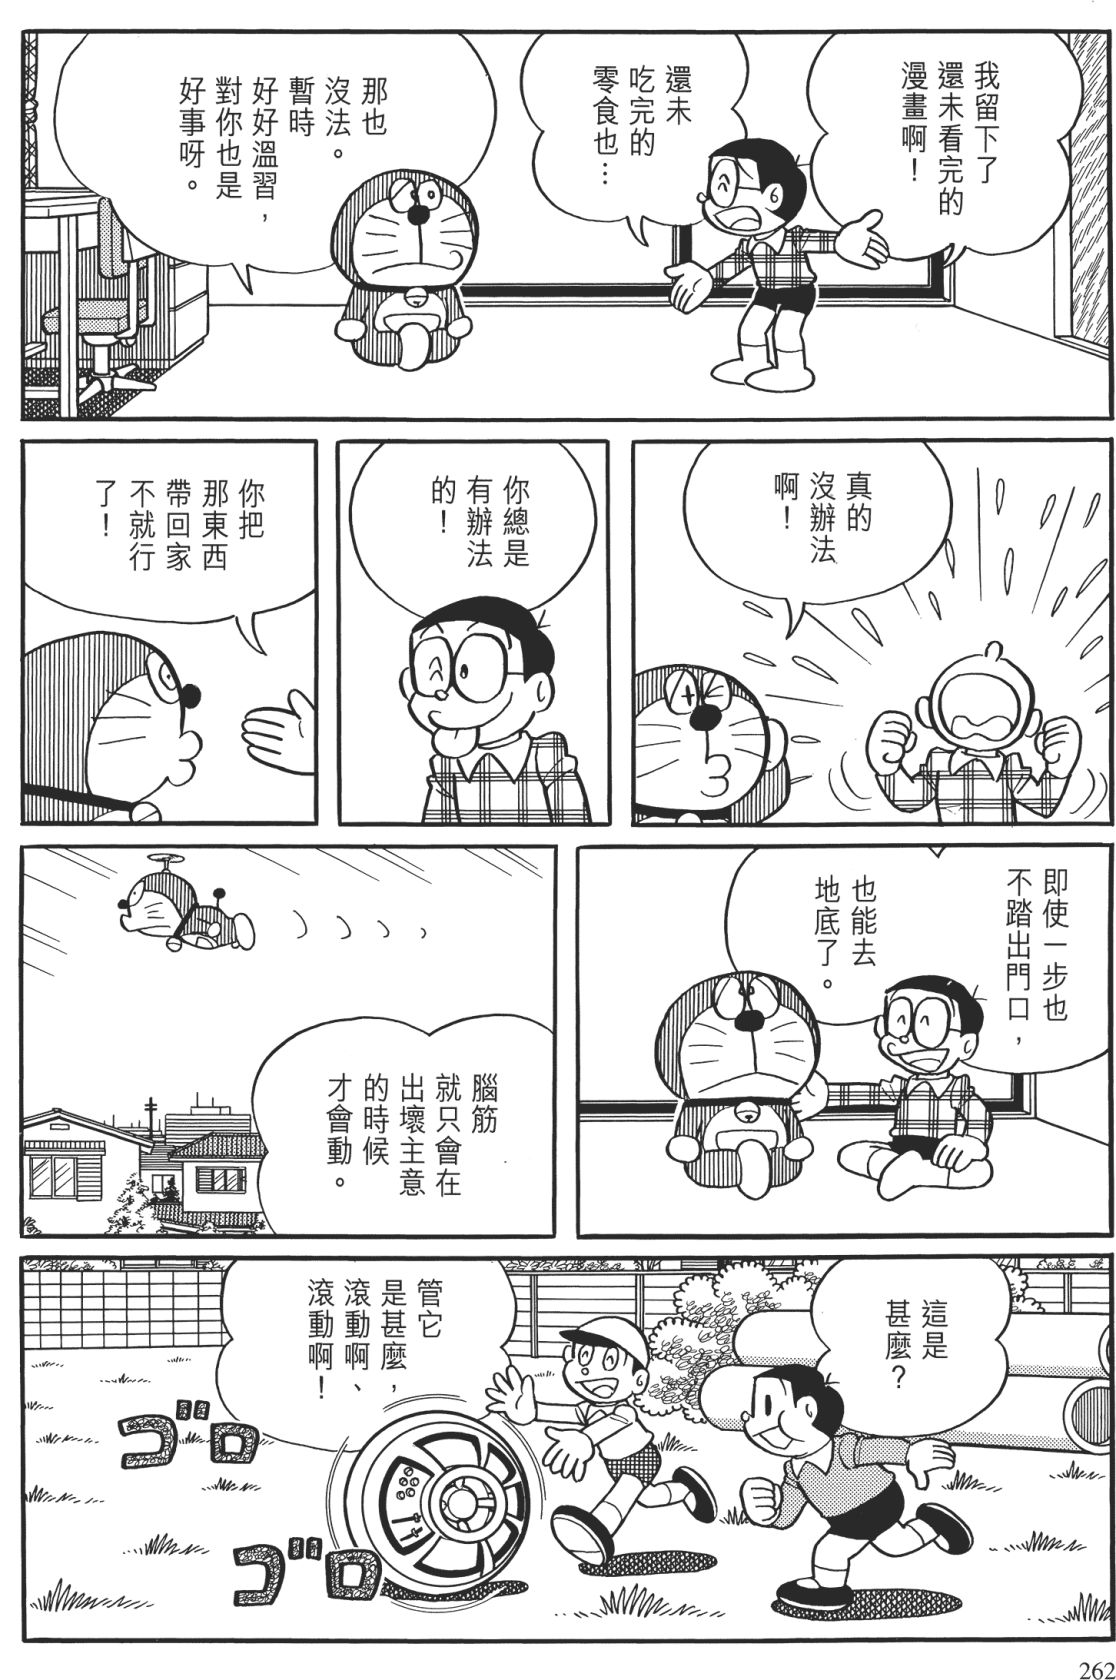 我留下了
還未看完的
漫畫啊！
還未
吃完的
零食也…
那也
沒法。
暫時
好好溫習，
對你也是
好事呀。
真的
沒辦法
啊！
你總是
有辦法
的！
你把
那東西
帶回家
不就行
了！
即使一步也
不踏出門口，
也能去
地底了。
腦筋
就只會在
出壞主意
的時候
才會動。
這是
甚麼？
管它
是甚麼，
滾動啊、
滾動啊！
ゴロ
ゴロ
262